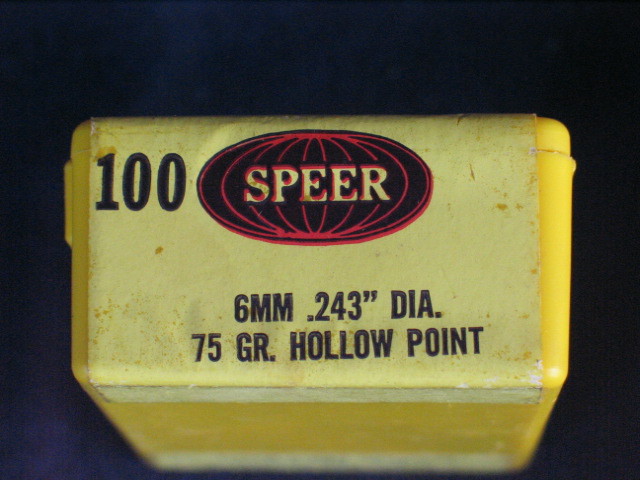 100 SPEER
6MM .243" DIA.
75 GR. HOLLOW POINT